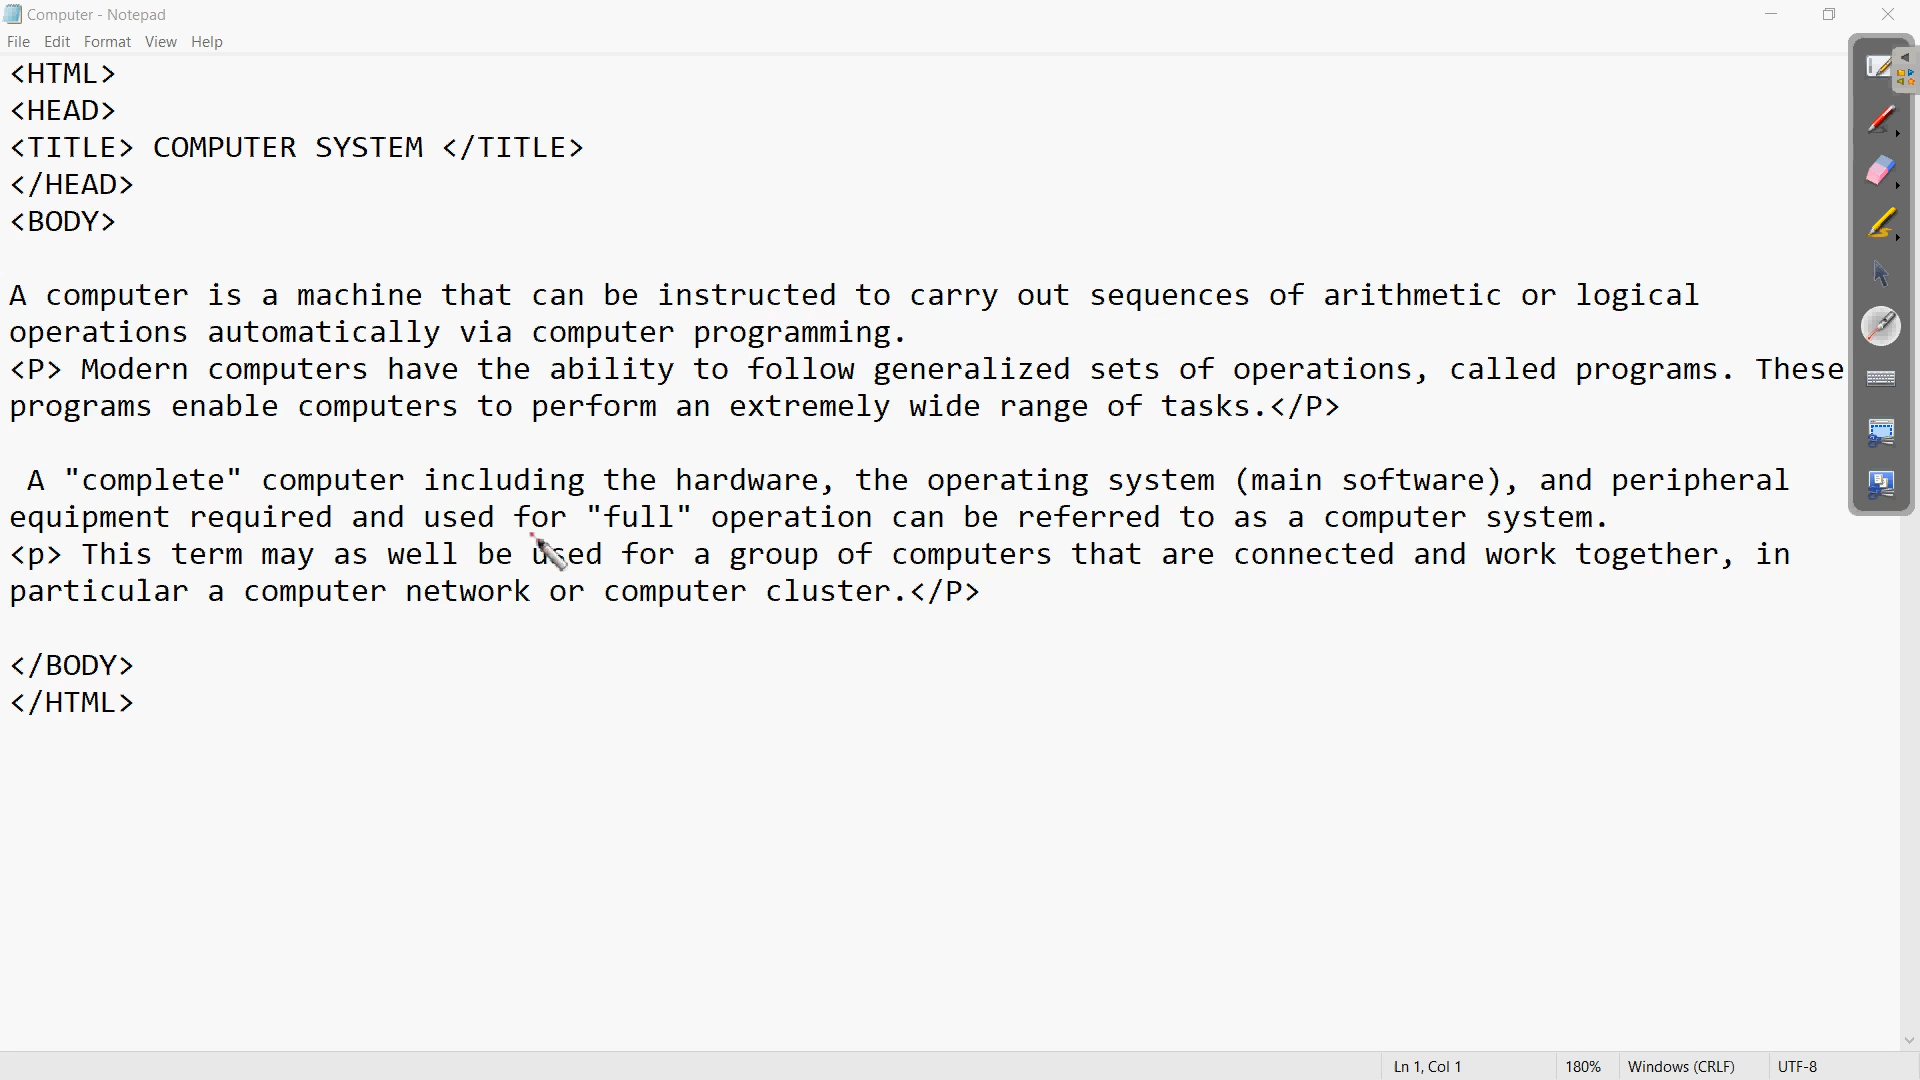 Computer - Notepad
File Edit Format View Help
<HTML>
<HEAD>
<TITLE> COMPUTER SYSTEM </TITLE>
</HEAD>
<BODY>
A computer is a machine that can be instructed to carry out sequences of arithmetic or logical
operations automatically via computer programming.
<P> Modern computers have the ability to follow generalized sets of operations, called programs. These
programs enable computers to perform an extremely wide range of tasks.</P>
A "complete" computer including the hardware, the operating system (main software), and peripheral
equipment required and used for "full" operation can be referred to as a computer system.
<p> This term may as well be used for a group of computers that are connected and work together, in
particular a computer network or computer cluster.</P>
</BODY>
</HTML>
Ln 1, Col 1 180% Windows (CRLF) UTF-8